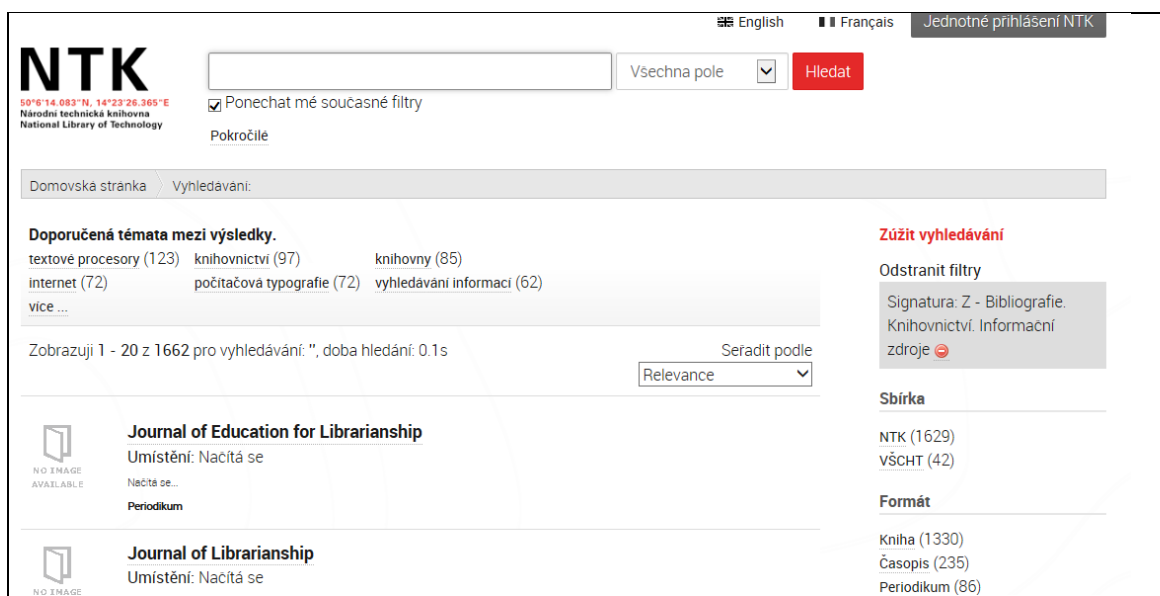 English
Français
Jednotné přihlášení NTK
NTK
50°6'14.083"N, 14°23'26.365"E
Národní technická knihovna
National Library of Technology
Všechna pole
Hledat
Ponechat mé současné filtry
Pokročilé
Domovská stránka
Vyhledávání:
Doporučená témata mezi výsledky.
textové procesory (123) knihovnictví (97) knihovny (85)
internet (72) počítačová typografie (72) vyhledávání informací (62)
více ...
Zobrazuji 1 - 20 z 1662 pro vyhledávání: '', doba hledání: 0.1s
Seřadit podle
Relevance
NO IMAGE
AVAILABLE
Journal of Education for Librarianship
Umístění: Načítá se
Načítá se...
Periodikum
NO IMAGE
Journal of Librarianship
Umístění: Načítá se
Zúžit vyhledávání
Odstranit filtry
Signatura: Z - Bibliografie.
Knihovnictví. Informační
zdroje
Sbírka
NTK (1629)
VŠCHT (42)
Formát
Kniha (1330)
Časopis (235)
Periodikum (86)